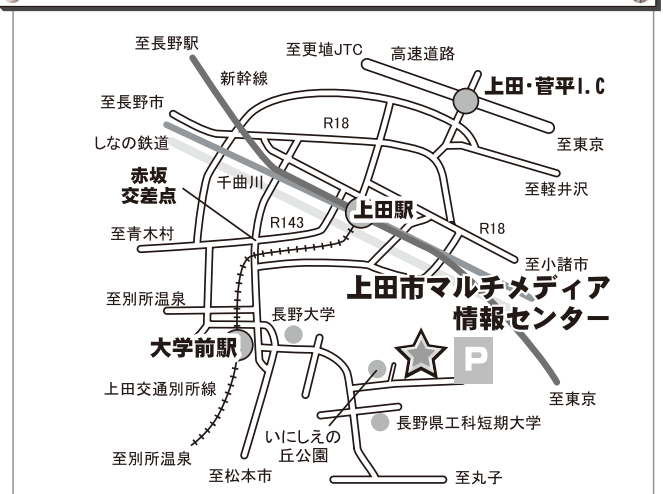 至長野駅
至更埴JTC
高速道路
新幹線
上田・菅平I.C
至長野市
R18
しなの鉄道
至東京
赤坂
交差点
千曲川
至軽井沢
上田駅
R143
R18
至青木村
至小諸市
上田市マルチメディア
情報センター
至別所温泉
長野大学
大学前駅
P
上田交通別所線
至東京
長野県工科短期大学
いにしえの
丘公園
至別所温泉
至松本市
至丸子